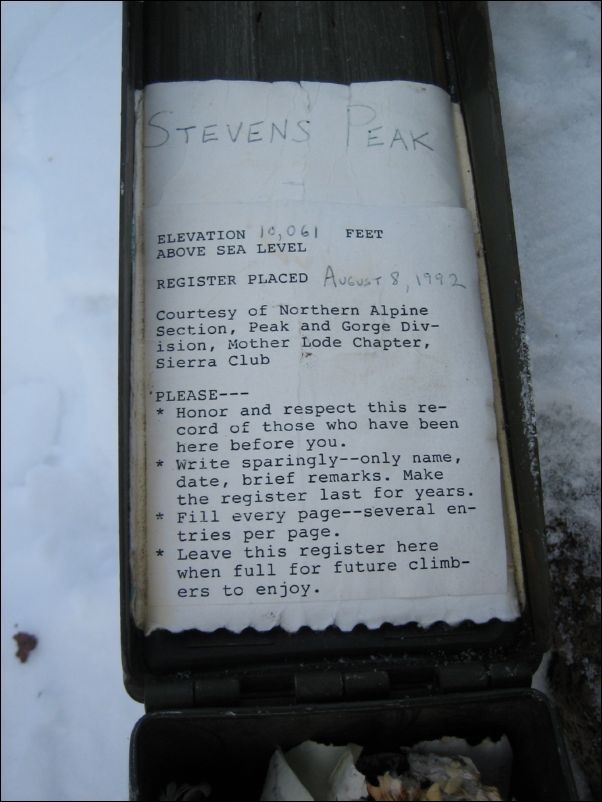 STEVENS PEAK
ELEVATION 10,061 FEET
ABOVE SEA LEVEL
REGISTER PLACED AUGUST 8, 1992
Courtesy of Northern Alpine
Section, Peak and Gorge Div-
ision, Mother Lode Chapter,
Sierra Club
PLEASE---
* Honor and respect this re-
cord of those who have been
here before you.
* Write sparingly--only name,
date, brief remarks. Make
the register last for years.
* Fill every page--several en-
tries per page.
* Leave this register here
when full for future climb-
ers to enjoy.